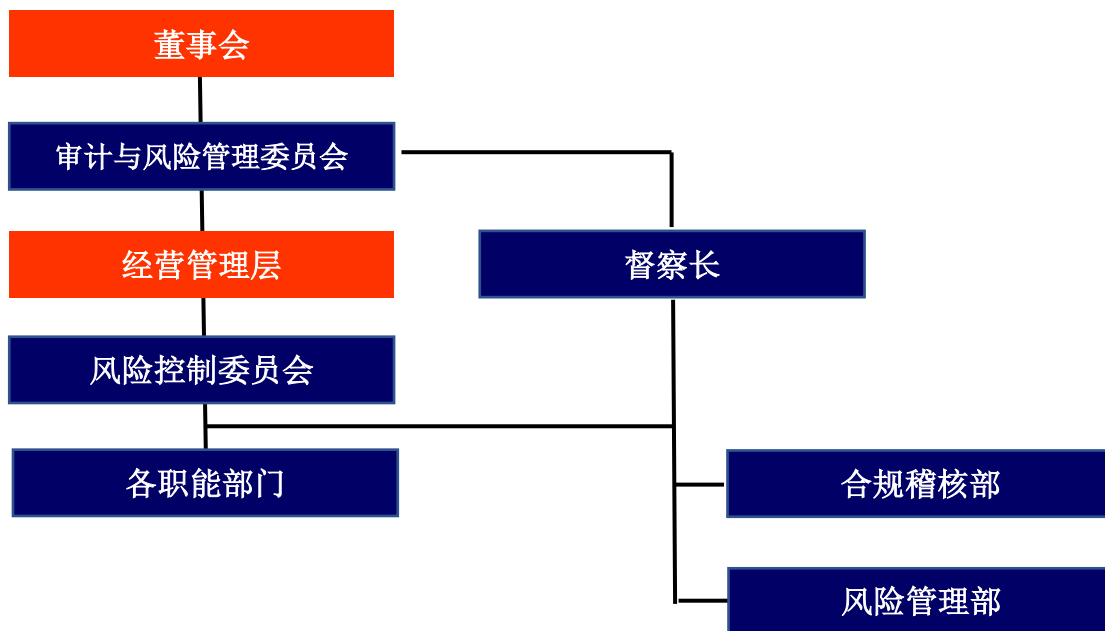 董事会
审计与风险管理委员会
经营管理层
督察长
风险控制委员会
各职能部门
合规稽核部
风险管理部